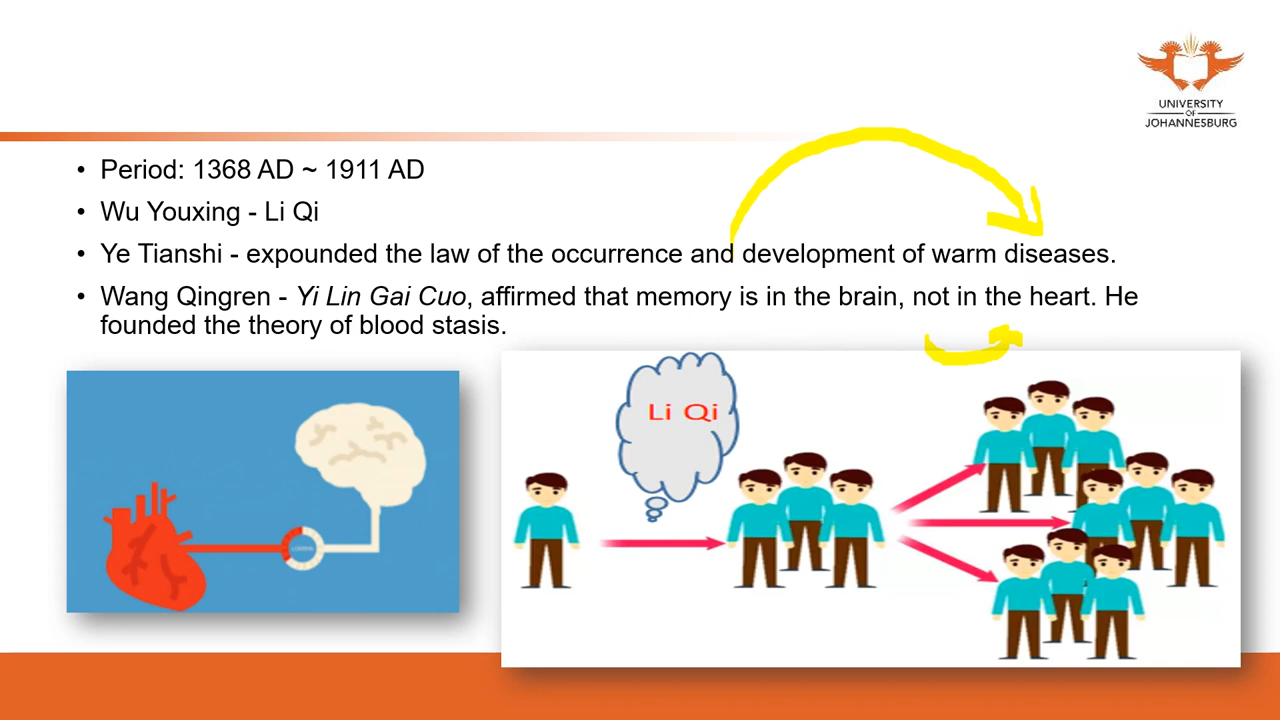 UNIVERSITY
OF
JOHANNESBURG
• Period: 1368 AD ~ 1911 AD
• Wu Youxing - Li Qi
• Ye Tianshi - expounded the law of the occurrence and development of warm diseases.
• Wang Qingren - Yi Lin Gai Cuo, affirmed that memory is in the brain, not in the heart. He
founded the theory of blood stasis.
Li Qi